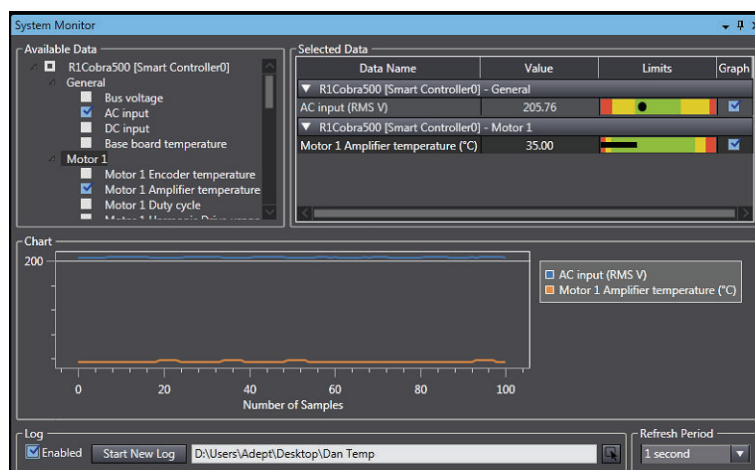 System Monitor
Available Data
R1Cobra500 [Smart Controller0]
General
Bus voltage
AC input
DC input
Base board temperature
Motor 1
Motor 1 Encoder temperature
Motor 1 Amplifier temperature
Motor 1 Duty cycle
Selected Data
Data Name Value Limits Graph
R1Cobra500 [Smart Controller0] - General
AC input (RMS V) 205.76
R1Cobra500 [Smart Controller0] - Motor 1
Motor 1 Amplifier temperature (°C) 35.00
Chart
200
0 20 40 60 80 100
Number of Samples
AC input (RMS V)
Motor 1 Amplifier temperature (°C)
Log
Enabled Start New Log D:\Users\Adept\Desktop\Dan Temp
Refresh Period
1 second